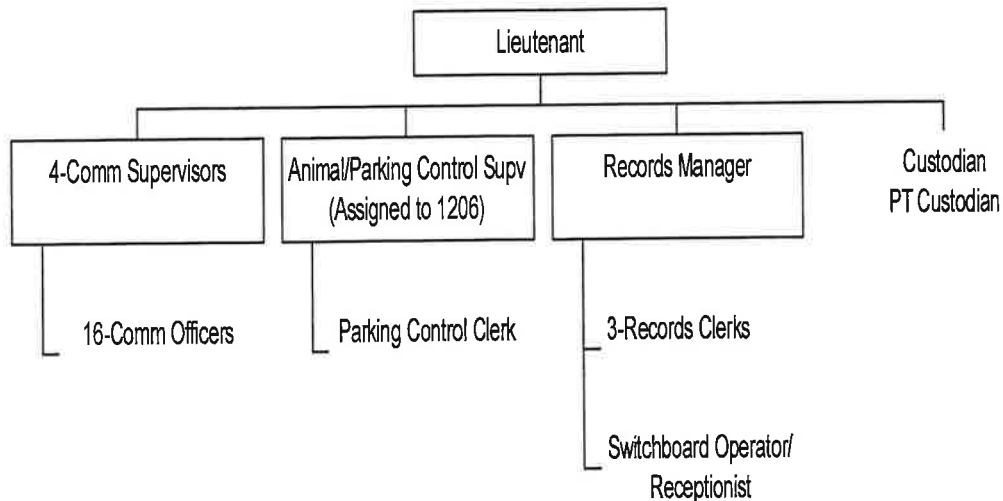 Lieutenant
4-Comm Supervisors
Animal/Parking Control Supv
(Assigned to 1206)
Records Manager
Custodian
PT Custodian
16-Comm Officers
Parking Control Clerk
3-Records Clerks
Switchboard Operator/
Receptionist